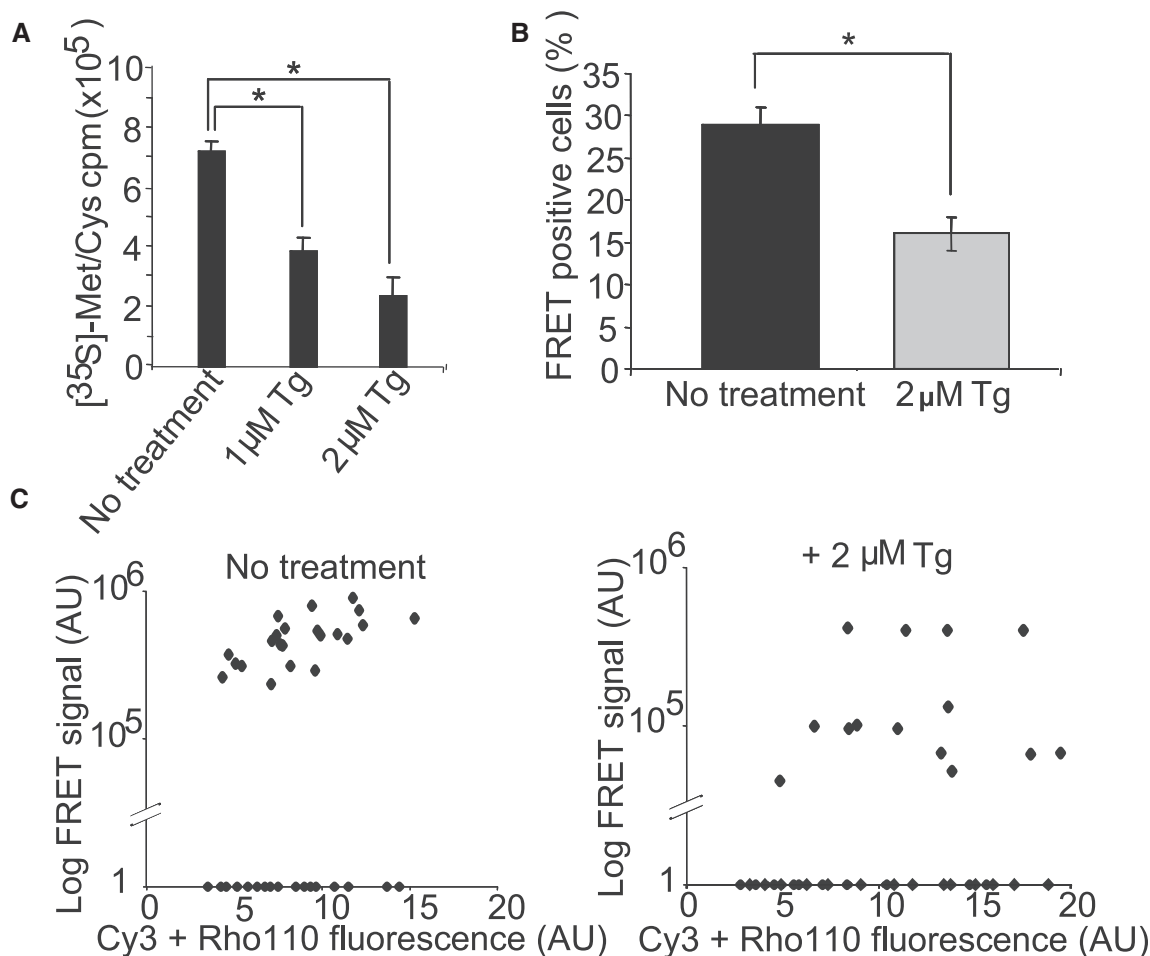 A
[³⁵S]-Met/Cys cpm (x10⁵)
10
8
6
4
2
0
No treatment
1 µM Tg
2 µM Tg
*
*
B
FRET positive cells (% )
35
30
25
20
15
10
5
0
No treatment
2 µM Tg
*
C
No treatment
Log FRET signal (AU)
10⁶
10⁵
1
0
5
10
15
20
Cy3 + Rho110 fluorescence (AU)
+ 2 µM Tg
Log FRET signal (AU)
10⁶
10⁵
1
0
5
10
15
20
Cy3 + Rho110 fluorescence (AU)